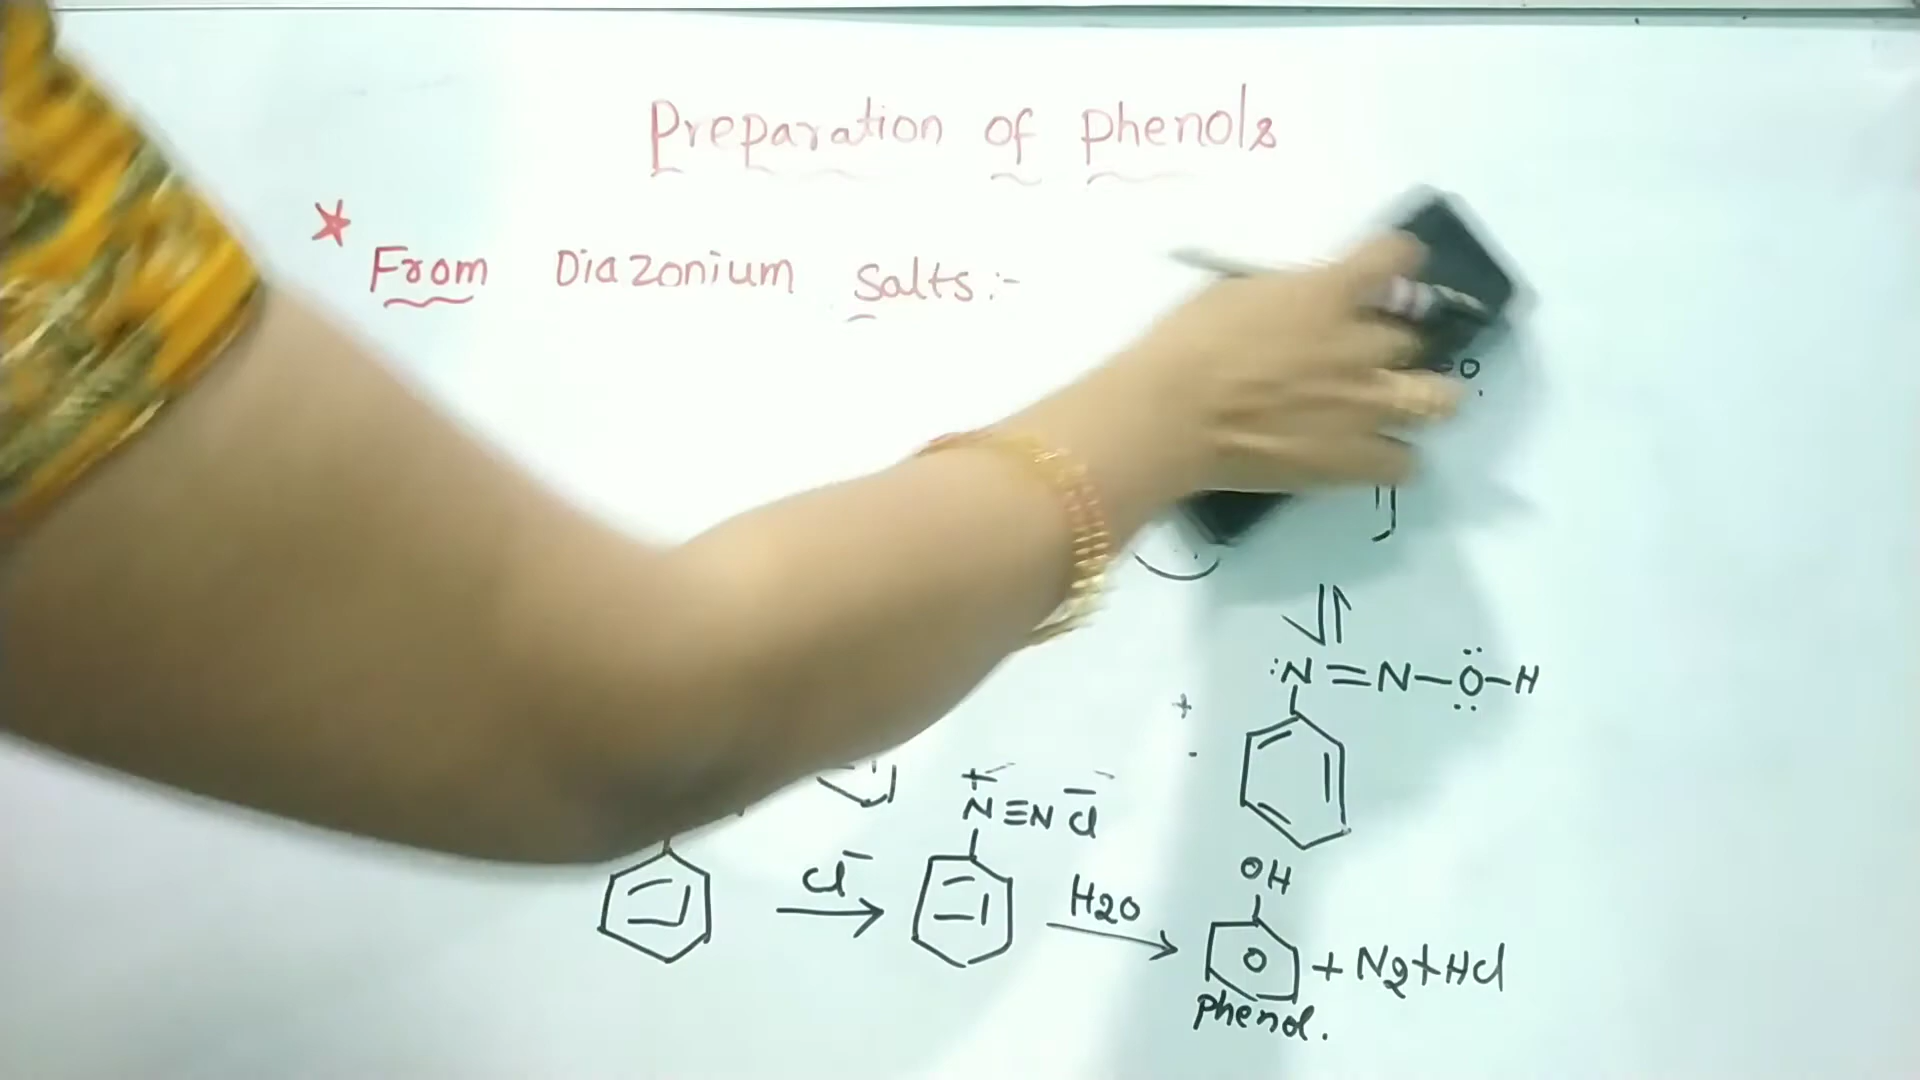 Preparation of phenols
* From Diazonium salts:-
:N=N-O-H
+
-
N≡N Cl
OH
Cl⁻
H2O
+ N2+HCl
phenol.